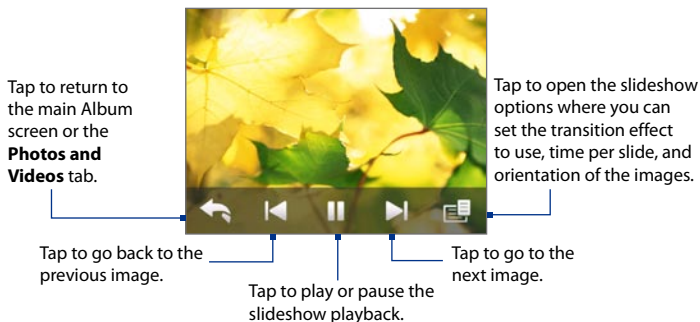 Tap to return to
the main Album
screen or the
Photos and
Videos tab.
Tap to open the slideshow
options where you can
set the transition effect
to use, time per slide, and
orientation of the images.
Tap to go back to the
previous image.
Tap to play or pause the
slideshow playback.
Tap to go to the
next image.